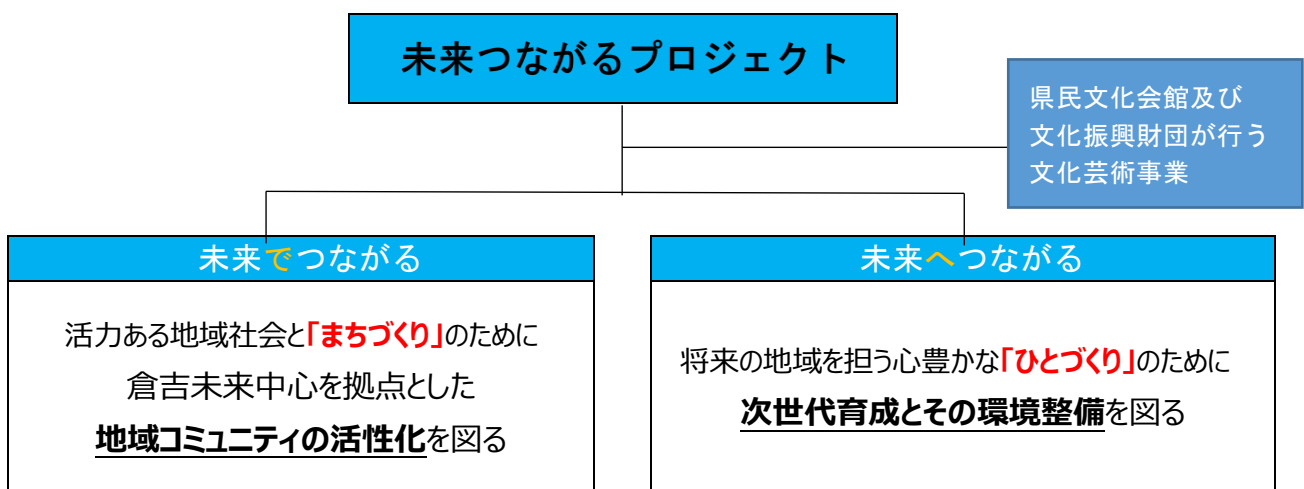 未来つながるプロジェクト
県民文化会館及び
文化振興財団が行う
文化芸術事業
未来でつながる
活力ある地域社会と「まちづくり」のために
倉吉未来中心を拠点とした
地域コミュニティの活性化を図る
未来へつながる
将来の地域を担う心豊かな「ひとづくり」のために
次世代育成とその環境整備を図る